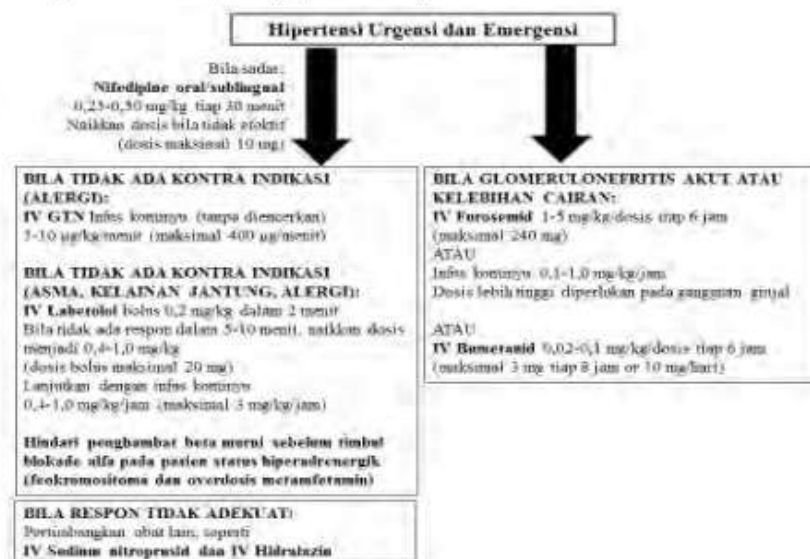 Hipertensi Urgensi dan Emergensi
Bila sadar:
Nifedipine oral/sublingual
0,25-0,50 mg/kg tiap 30 menit
Naikkan dosis bila tidak efektif
(dosis maksimal 10 mg)
BILA TIDAK ADA KONTRA INDIKASI
(ALERGI):
IV GTN Infus kontinyu (tanpa diencerkan)
µg/kg/menit (maksimal 400 µg/menit)
BILA TIDAK ADA KONTRA INDIKASI
(ASMA, KELAINAN JANTUNG, ALERGI):
IV Labetolol bolus 0,2 mg/kg dalam 2 menit
Bila tidak ada respon dalam 5-10 menit, naikkan dosis
menjadi 0,4-1,0 mg/kg
(dosis bolus maksimal 20 mg)
Lanjutkan dengan infus kontinyu
0,4-1,0 mg/kg/jam (maksimal 3 mg/kg/jam)
Hindari penghambat beta murni sebelum timbul
blokade alfa pada pasien status hiperadrenergik
(feokromositoma dan overdosis metamfetamin)
BILA RESPON TIDAK ADEKUAT:
Pertimbangkan obat lain, seperti
IV Sodium nitroprusid dan IV Hidralazin
BILA GLOMERULONEFRITIS AKUT ATAU
KELEBIHAN CAIRAN:
IV Furosemid 1-5 mg/kg/dosis tiap 6 jam
(maksimal 240 mg)
ATAU
Infus kontinyu 0,1-1,0 mg/kg/jam
Dosis lebih tinggi diperlukan pada gangguan ginjal
ATAU
IV Bumetanid 0,02-0,1 mg/kg/dosis tiap 6 jam
(maksimal 3 mg tiap 8 jam or 10 mg/hari)